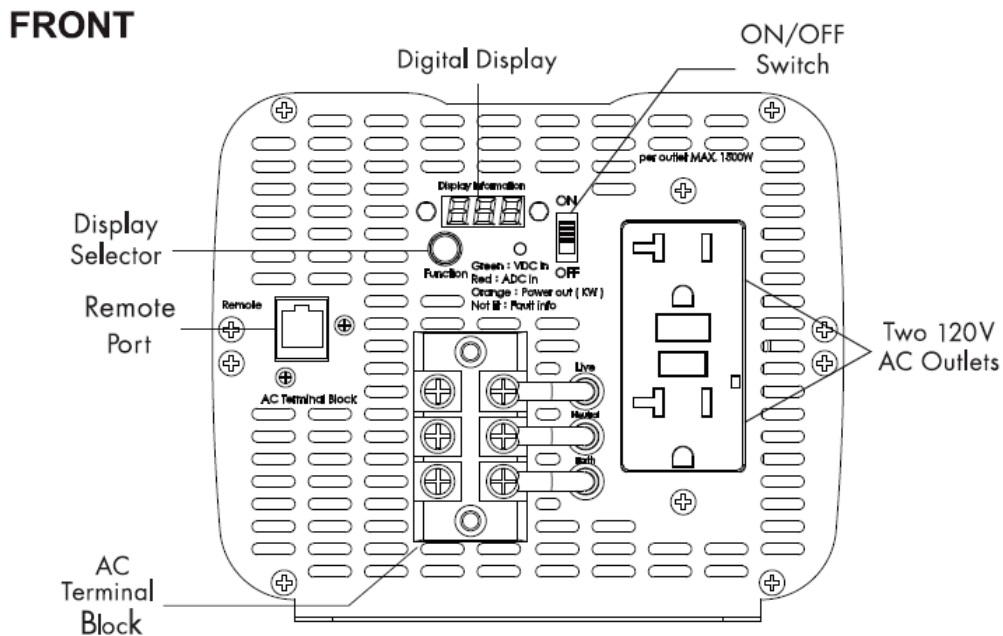 FRONT
Digital Display
ON/OFF
Switch
per outlet MAX. 1500W
Display Information
ON
OFF
Display
Selector
Function
Green : VDC in
Red : ADC in
Orange : Power out ( KW )
Not lit : Fault info
Remote
Port
Remote
AC Terminal Block
Live
Neutral
Earth
Two 120V
AC Outlets
AC
Terminal
Block